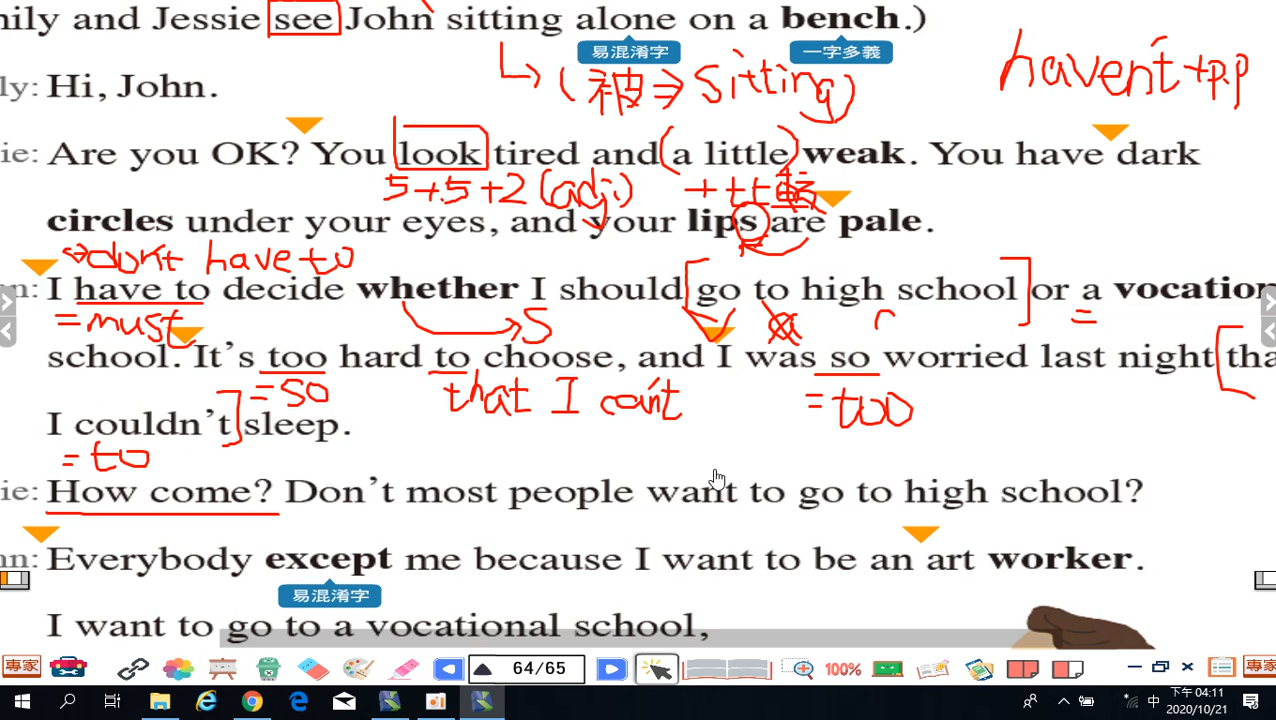 nily and Jessie see John sitting alone on a bench.)
易混淆字 一字多義
(被⇒sitting)
haven't+p.p
ly: Hi, John.
ie: Are you OK? You look tired and (a little) weak. You have dark
5+.5+2 (adj.)
circles under your eyes, and your lips are pale.
⇔don't have to
n: I have to decide whether I should [go to high school] or a vocation
=must S a =
school. It's too hard to choose, and I was so worried last night [tha
=so that I can't =too
I couldn't] sleep.
=to
ie: How come? Don't most people want to go to high school?
nn: Everybody except me because I want to be an art worker.
易混淆字
I want to go to a vocational school,
專家 64/65 100% 專家
中 下午 04:11
2020/10/21